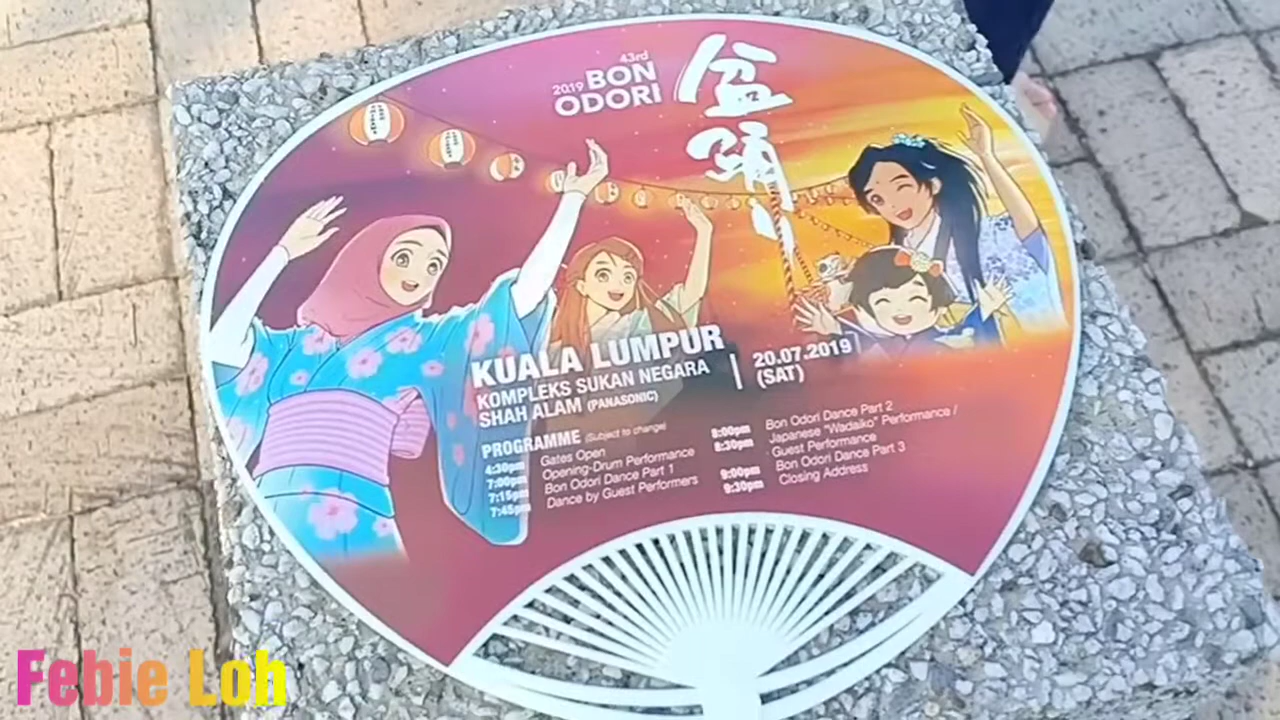 43rd
2019 BON
ODORI
盆踊り
KUALA LUMPUR
KOMPLEKS SUKAN NEGARA
SHAH ALAM (PANASONIC)
20.07.2019
(SAT)
PROGRAMME (Subject to change)
4:30pm Gates Open
7:00pm Opening-Drum Performance
7:15pm Bon Odori Dance Part 1
7:45pm Dance by Guest Performers
8:00pm Bon Odori Dance Part 2
8:30pm Japanese "Wadaiko" Performance /
Guest Performance
9:00pm Bon Odori Dance Part 3
9:30pm Closing Address
Febie Loh